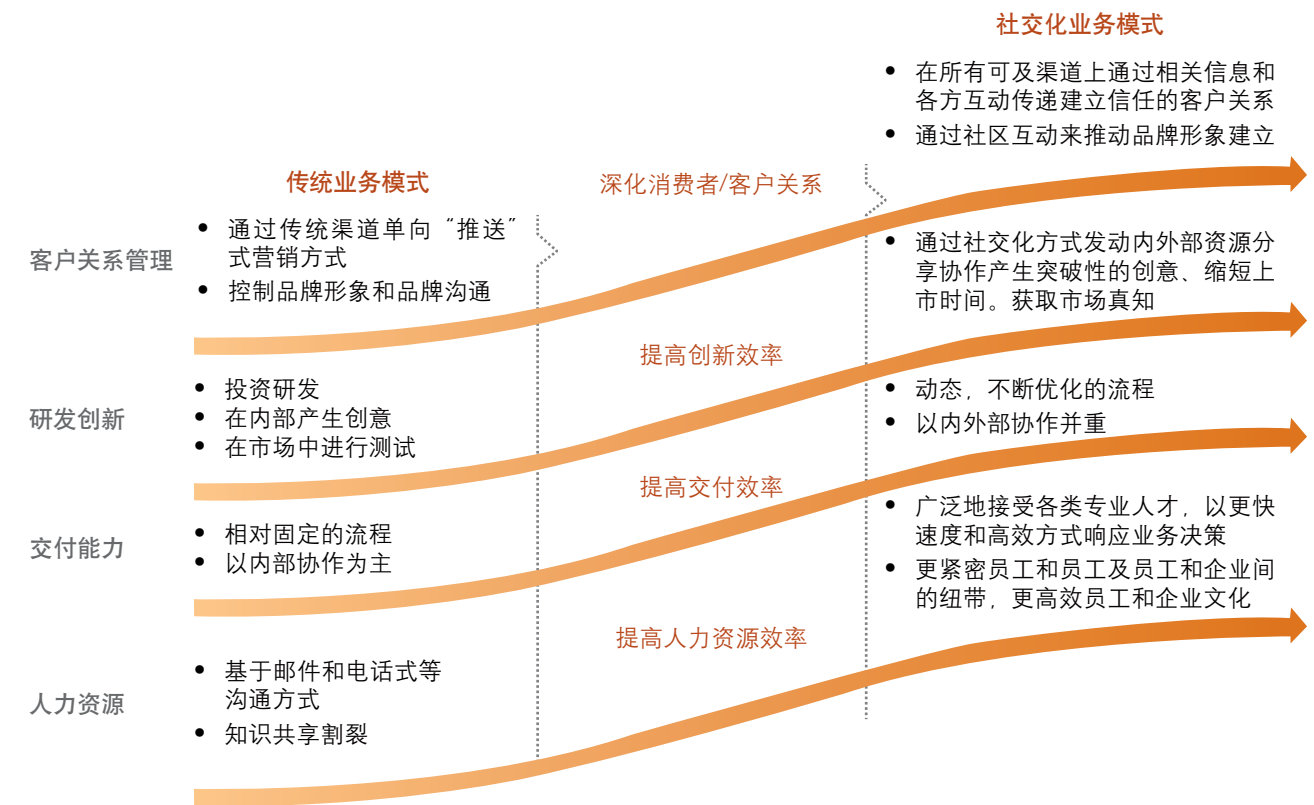 社交化业务模式
• 在所有可及渠道上通过相关信息和
各方互动传递建立信任的客户关系
• 通过社区互动来推动品牌形象建立
传统业务模式
深化消费者/客户关系
客户关系管理
• 通过传统渠道单向“推送”
式营销方式
• 控制品牌形象和品牌沟通
• 通过社交化方式发动内外部资源分
享协作产生突破性的创意、缩短上
市时间。获取市场真知
提高创新效率
研发创新
• 投资研发
• 在内部产生创意
• 在市场中进行测试
• 动态，不断优化的流程
• 以内外部协作并重
提高交付效率
交付能力
• 相对固定的流程
• 以内部协作为主
• 广泛地接受各类专业人才，以更快
速度和高效方式响应业务决策
• 更紧密员工和员工及员工和企业间
的纽带，更高效员工和企业文化
提高人力资源效率
人力资源
• 基于邮件和电话式等
沟通方式
• 知识共享割裂